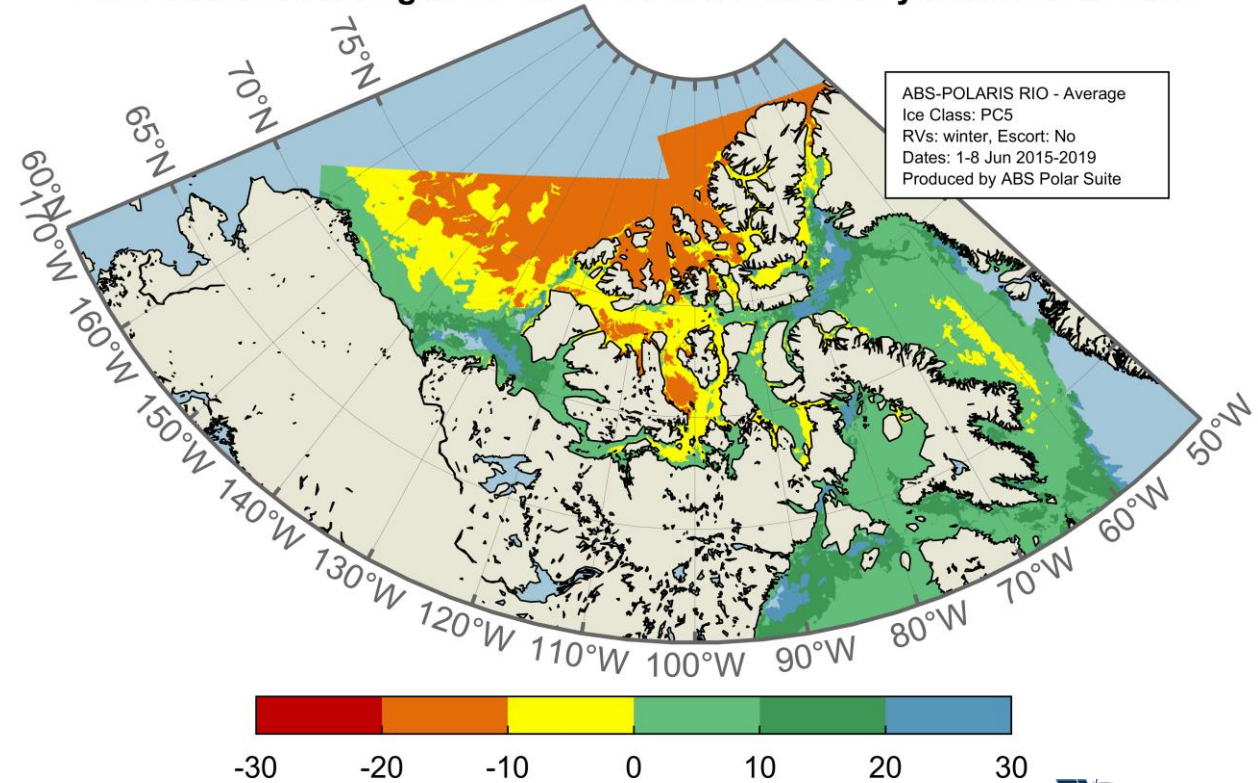 75°N
70°N
65°N
60°N
170°W
160°W
150°W
140°W
130°W
120°W
110°W
100°W
90°W
80°W
70°W
60°W
50°W
ABS-POLARIS RIO - Average
Ice Class: PC5
RVs: winter, Escort: No
Dates: 1-8 Jun 2015-2019
Produced by ABS Polar Suite
-30 -20 -10 0 10 20 30